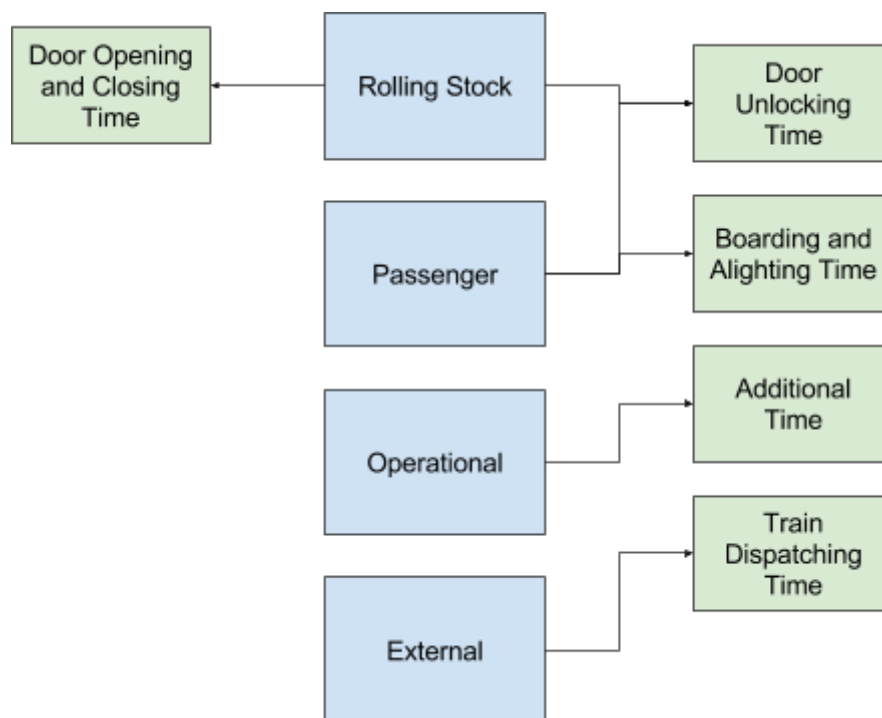 Door Opening
and Closing
Time
Rolling Stock
Door
Unlocking
Time
Passenger
Boarding and
Alighting Time
Operational
Additional
Time
External
Train
Dispatching
Time